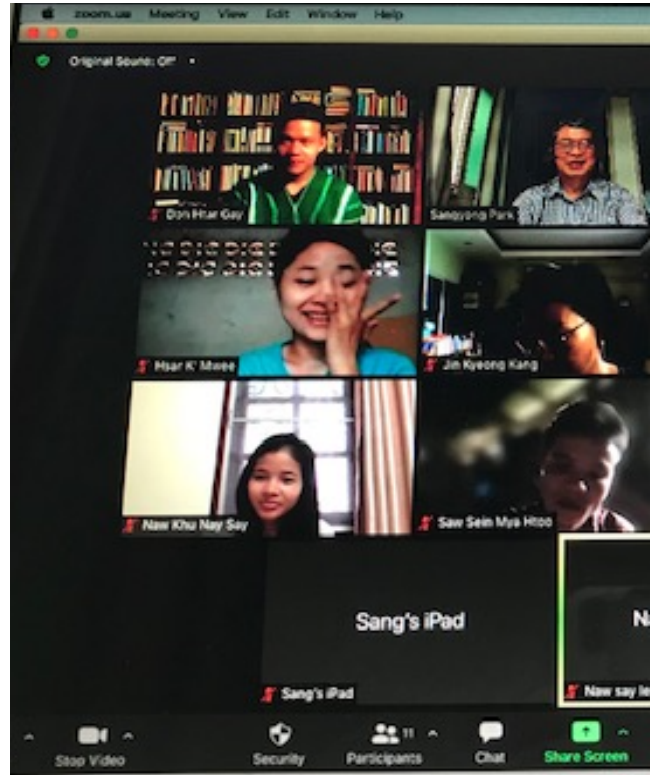 zoom.us Meeting View Edit Window Help
Original Sound: Off
Don Htar Gay
Sangyong Park
Hsar K' Mwee
Jin Kyeong Kang
Naw Khu Nay Say
Saw Sein Mya Htoo
Sang's iPad
Sang's iPad
Naw say le
Stop Video
Security
Participants 11
Chat
Share Screen